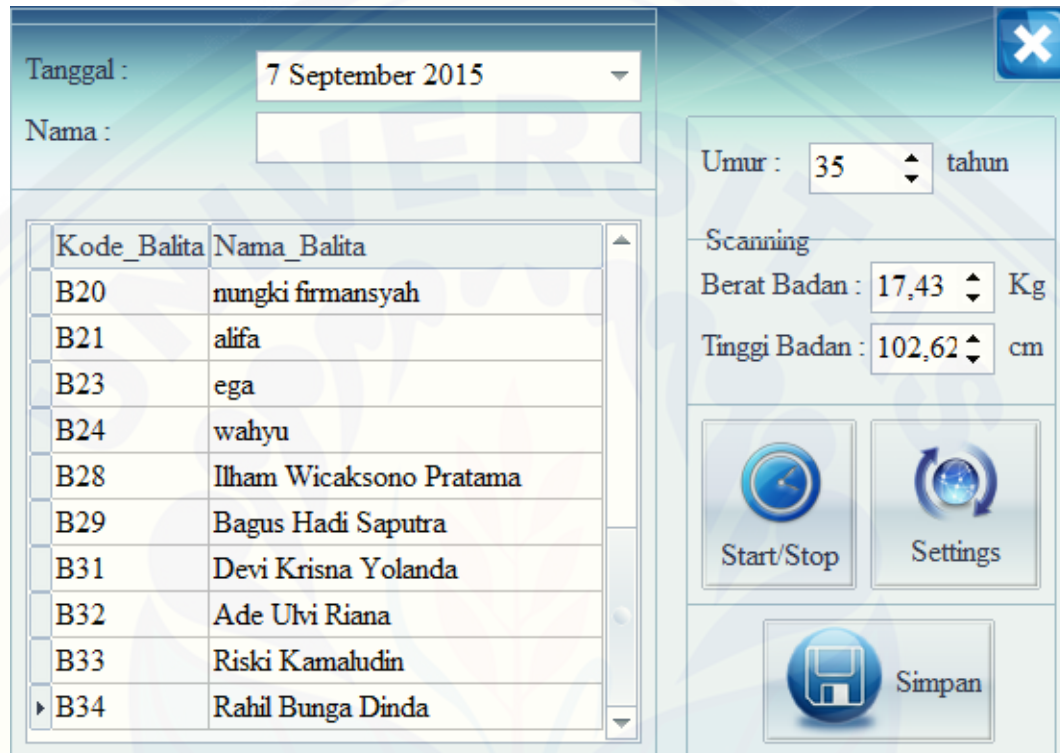 Tanggal : 7 September 2015
Nama :
Kode_Balita Nama_Balita
B20 nungki firmansyah
B21 alifa
B23 ega
B24 wahyu
B28 Ilham Wicaksono Pratama
B29 Bagus Hadi Saputra
B31 Devi Krisna Yolanda
B32 Ade Ulvi Riana
B33 Riski Kamaludin
B34 Rahil Bunga Dinda
Umur : 35 tahun
Scanning
Berat Badan : 17,43 Kg
Tinggi Badan : 102,62 cm
Start/Stop Settings
Simpan
UNIVERSITAS